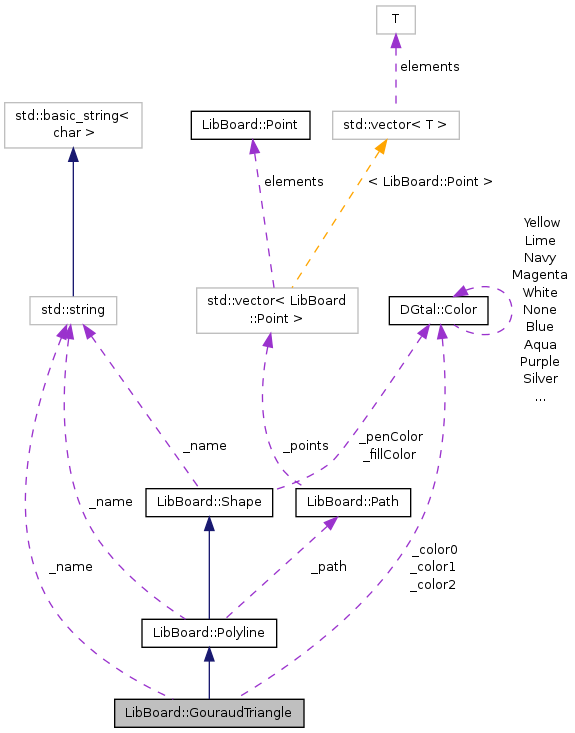 T
elements
std::basic_string<
char >
LibBoard::Point
std::vector< T >
elements
< LibBoard::Point >
Yellow
Lime
Navy
Magenta
White
None
Blue
Aqua
Purple
Silver
...
std::string
std::vector< LibBoard
::Point >
DGtal::Color
_name
_points
_penColor
_fillColor
_name
LibBoard::Shape
LibBoard::Path
_name
_path
_color0
_color1
_color2
LibBoard::Polyline
LibBoard::GouraudTriangle